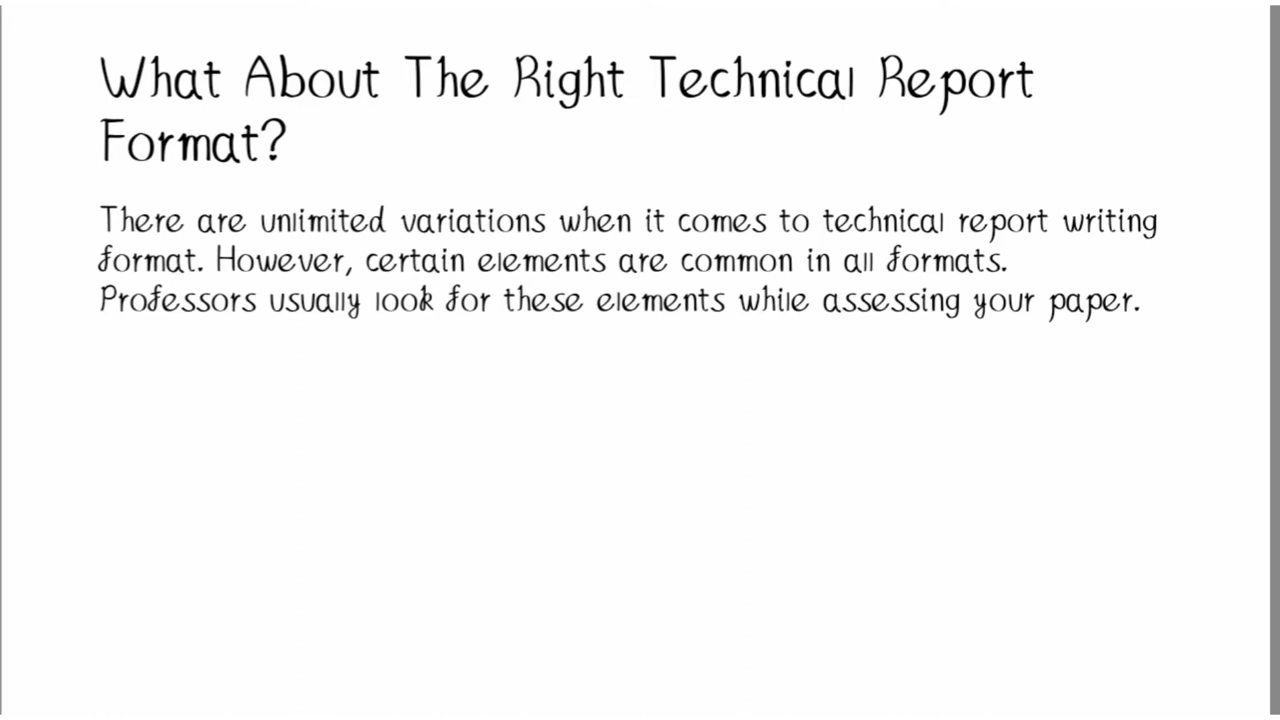 What About The Right Technical Report
Format?
There are unlimited variations when it comes to technical report writing
format. However, certain elements are common in all formats.
Professors usually look for these elements while assessing your paper.